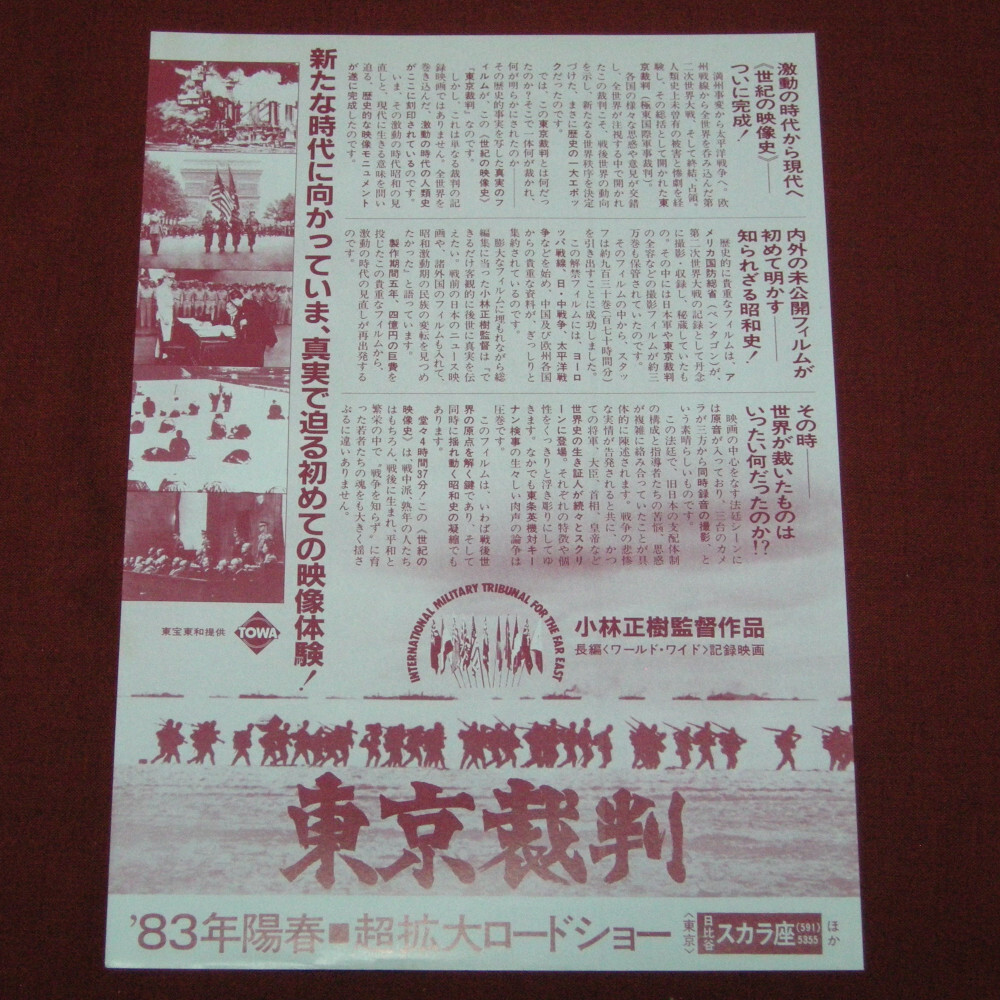 激動の時代から現代へ
《世紀の映像史》――
ついに完成！
満州事変から太平洋戦争へ。欧
州戦線から全世界を呑み込んだ第
二次世界大戦、そして終結、占領。
人類史上未曾有の被害と惨劇を経
験し、その総括として開かれた東
京裁判（極東国際軍事裁判）。
各国の様々な思惑や意見が交錯
し、全世界が注視する中で開かれ
たこの裁判こそ、戦後世界の動向
を示し、新たなる世界秩序を決定
づけた、まさに歴史の一大エポッ
クだったのです。
では、この東京裁判とは何だっ
たのか？そこで一体何が裁かれ、
何が明らかにされたのか――
その歴史的事実を写した真実のフ
ィルムが、この《世紀の映像史》
『東京裁判』なのです。
しかし、これは単なる裁判の記
録映画ではありません。全世界を
巻き込んだ、激動の時代の人類史
がここに刻印されているのです。
いま、その激動の時代昭和の見
直しと、現代に生きる意味を問い
迫る、歴史的な映像モニュメント
が遂に完成したのです。
内外の未公開フィルムが
初めて明かす――
知られざる昭和史！
歴史的に貴重なフィルムは、ア
メリカ国防総省（ペンタゴン）が、
第二次世界大戦の記録として丹念
に撮影・収録し、秘蔵していたも
の。その中には日本軍や東京裁判
の全容などの撮影フィルムが約三
万巻も保管されていたのです。
そのフィルムの中から、スタッ
フは約九百三十巻（百七十時間分）
を引き出すことに成功しました。
この解禁フィルムには、ヨーロ
ッパ戦線、日・中戦争、太平洋戦
争などを始め、中国及び欧州各国
からの貴重な資料が、ぎっしりと
集約されているのです。
膨大なフィルムに埋もれながら総
編集に当った小林正樹監督は「で
きるだけ客観的に後世に真実を伝
えたい。戦前の日本のニュース映
画や、諸外国のフィルムも入れて、
昭和激動期の民族の変転を見つめ
たかった」と語っています。
製作期間五年、四億円の巨費を
投じたこの貴重なフィルムから、
激動の時代の見直しが再出発する
のです。
その時――
世界が裁いたものは
いったい何だったのか!?
映画の中心をなす法廷シーンに
は原音が入っており、三台のカメ
ラが三方から同時録音の撮影、と
いう素晴らしいものです。
この法廷で、旧日本の支配体制
の構成と指導者たちの苦悩、思惑
が複雑に絡み合っていたことが具
体的に陳述されます。戦争の悲惨
な実情が告発されると共に、かつ
ての将軍、大臣、首相、皇帝など
世界史の生き証人が続々とスクリ
ーンに登場。それぞれの特徴や個
性をくっきりと浮き彫りにしてゆ
きます。なかでも東条英機対キー
ナン検事の生々しい肉声の論争は
圧巻です。
このフィルムは、いわば戦後世
界の原点を解く鍵であり、そして
同時に揺れ動く昭和史の凝縮でも
あります。
堂々4時間37分！この《世紀の
映像史》は、戦中派、熟年の人たち
はもちろん、戦後に生まれ、平和と
繁栄の中で〝戦争を知らず〟に育
った若者たちの魂をも大きく揺さ
ぶるに違いありません。
新たな時代に向かっていま、真実で迫る初めての映像体験！
東宝東和提供
TOWA
INTERNATIONAL MILITARY TRIBUNAL FOR THE FAR EAST
小林正樹監督作品
長編〈ワールド・ワイド〉記録映画
東京裁判
'83年陽春■超拡大ロードショー
〈東京〉
日比谷スカラ座(591)5355
ほか